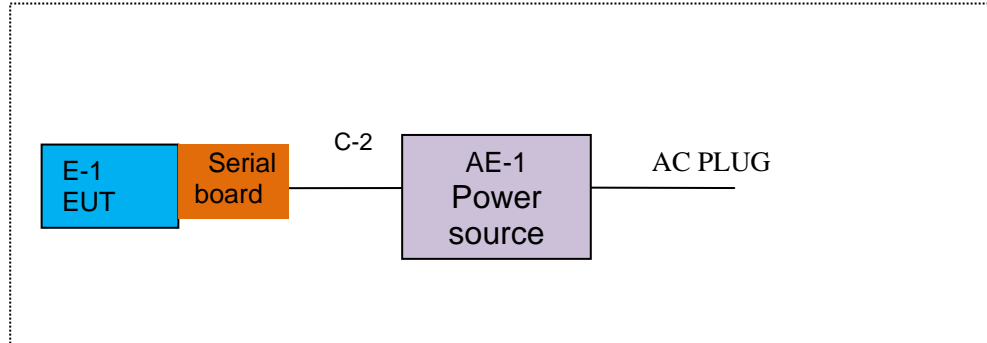 E-1
EUT
Serial
board
C-2
AE-1
Power
source
AC PLUG